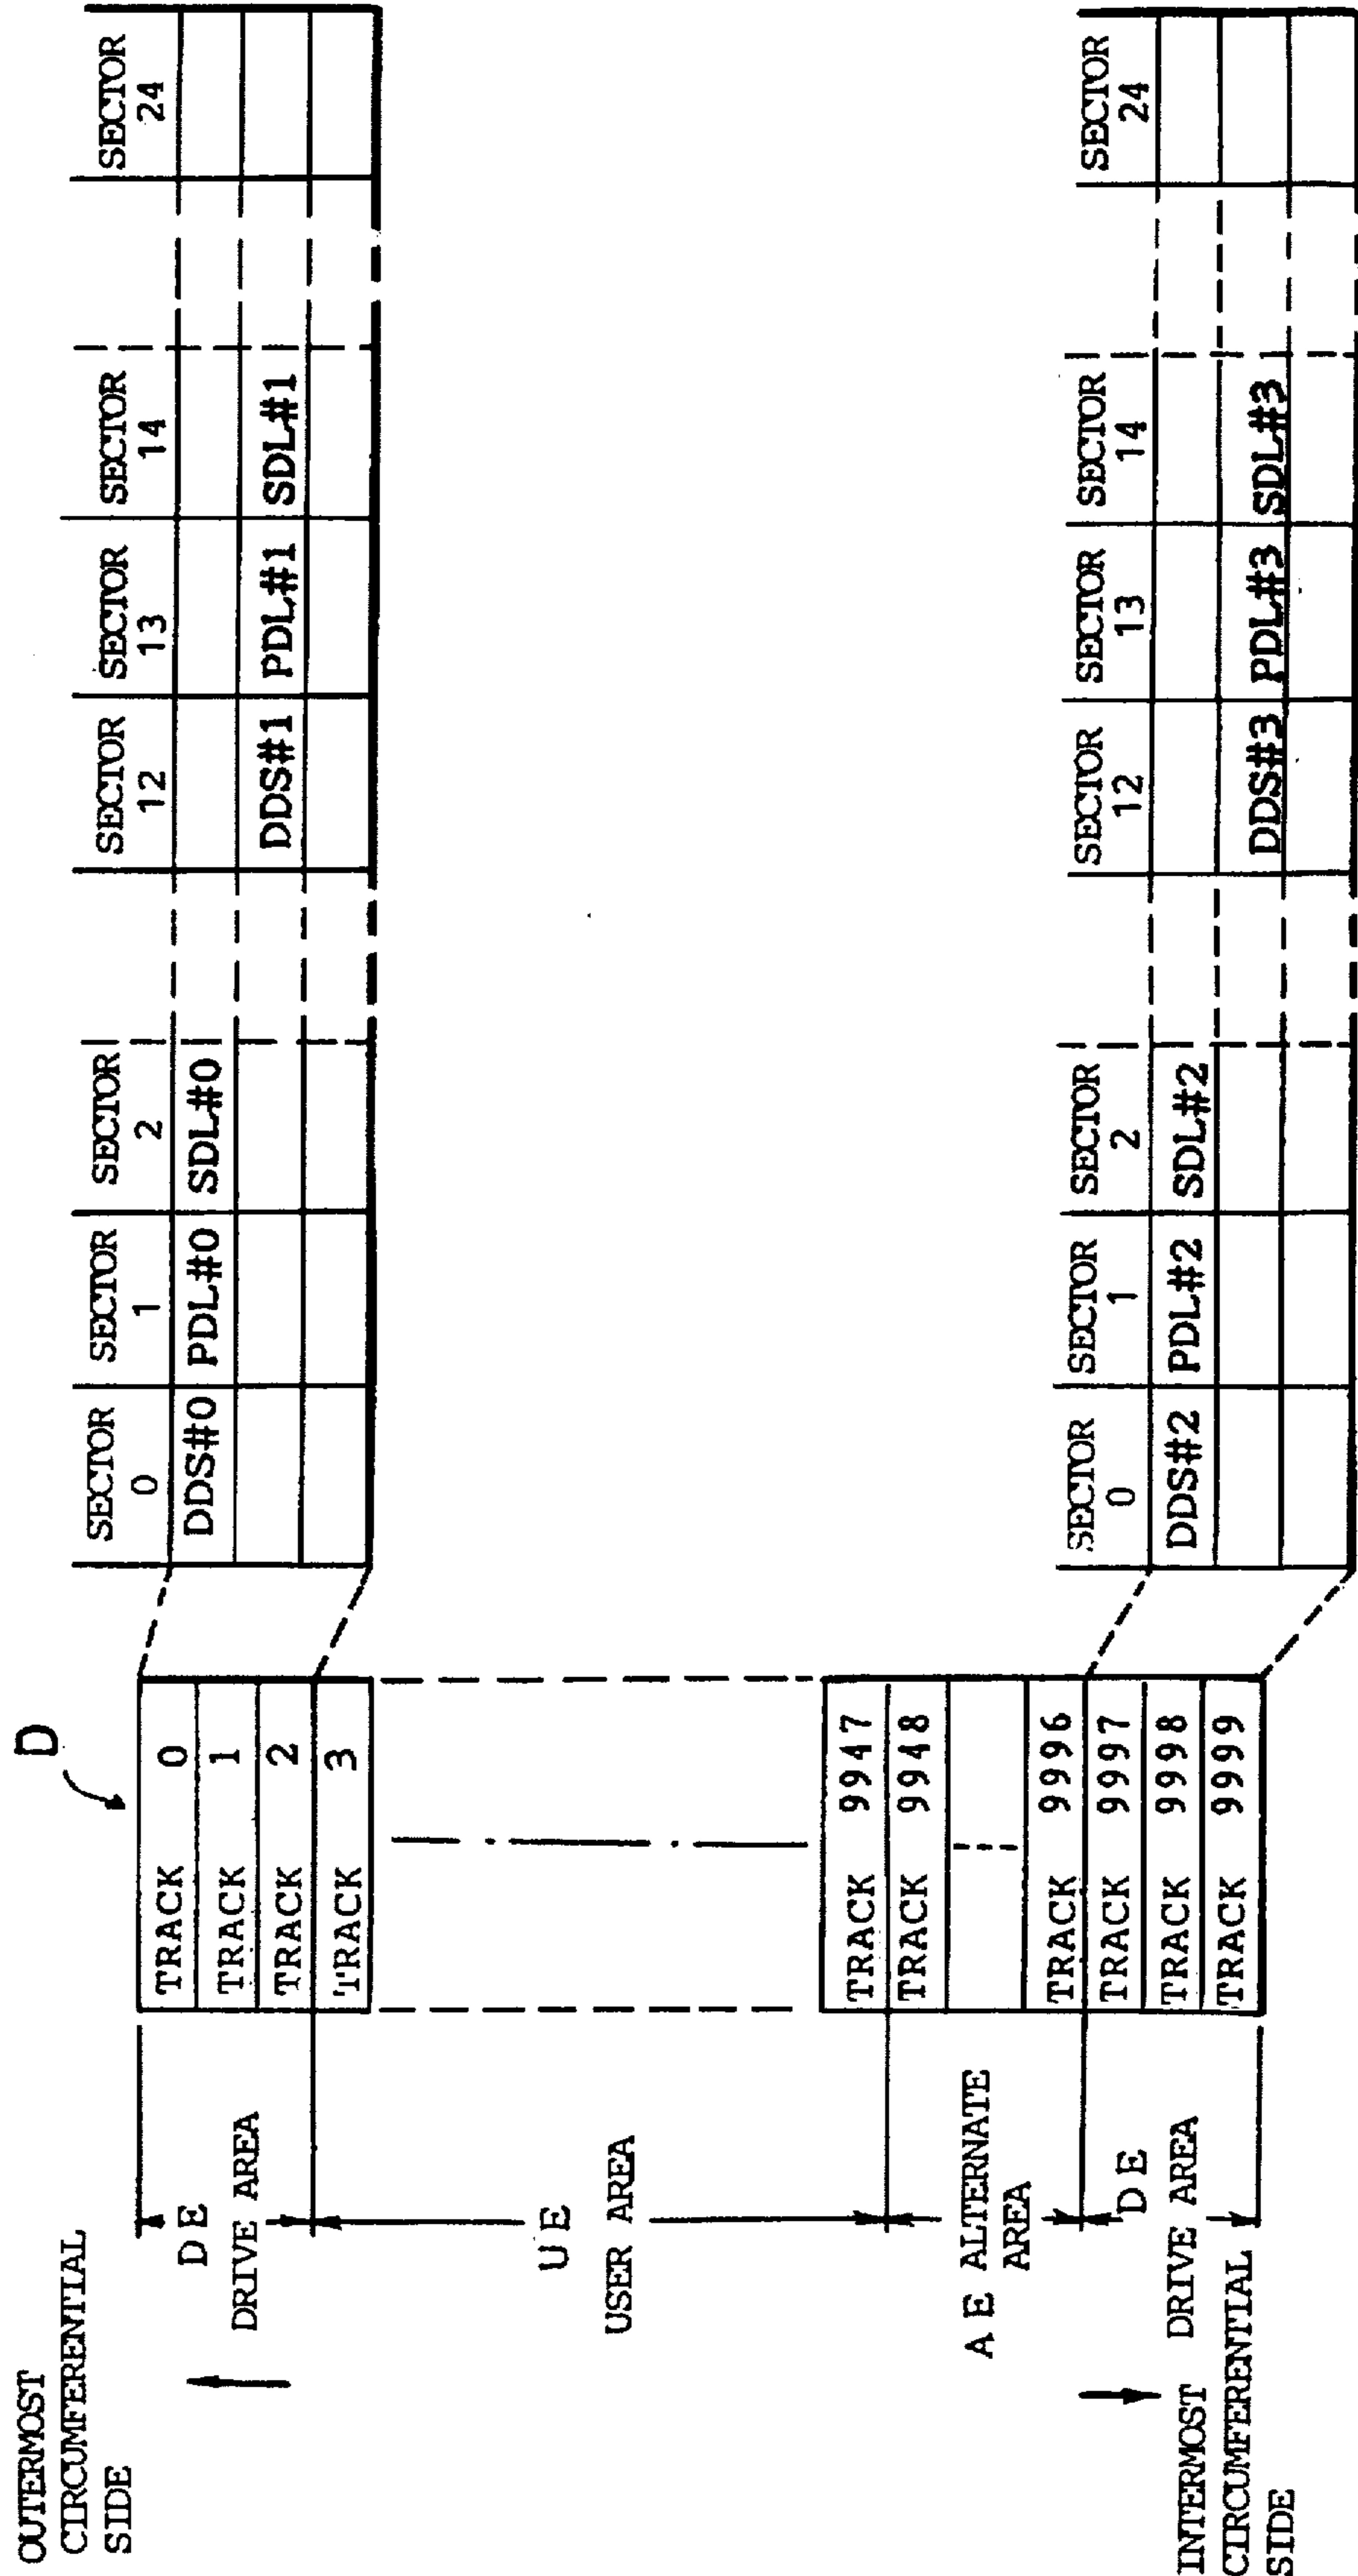 OUTERMOST
CIRCUMFERENTIAL
SIDE
D E
DRIVE AREA
U E
USER AREA
A E ALTERNATE
AREA
D E
DRIVE AREA
INTERMOST
CIRCUMFERENTIAL
SIDE
D
TRACK 0
TRACK 1
TRACK 2
TRACK 3
TRACK 9947
TRACK 9948
TRACK 9996
TRACK 9997
TRACK 9998
TRACK 9999
SECTOR 0
SECTOR 1
SECTOR 2
SECTOR 12
SECTOR 13
SECTOR 14
SECTOR 24
DDS#0 PDL#0 SDL#0
DDS#1 PDL#1 SDL#1
SECTOR 0
SECTOR 1
SECTOR 2
SECTOR 12
SECTOR 13
SECTOR 14
SECTOR 24
DDS#2 PDL#2 SDL#2
DDS#3 PDL#3 SDL#3